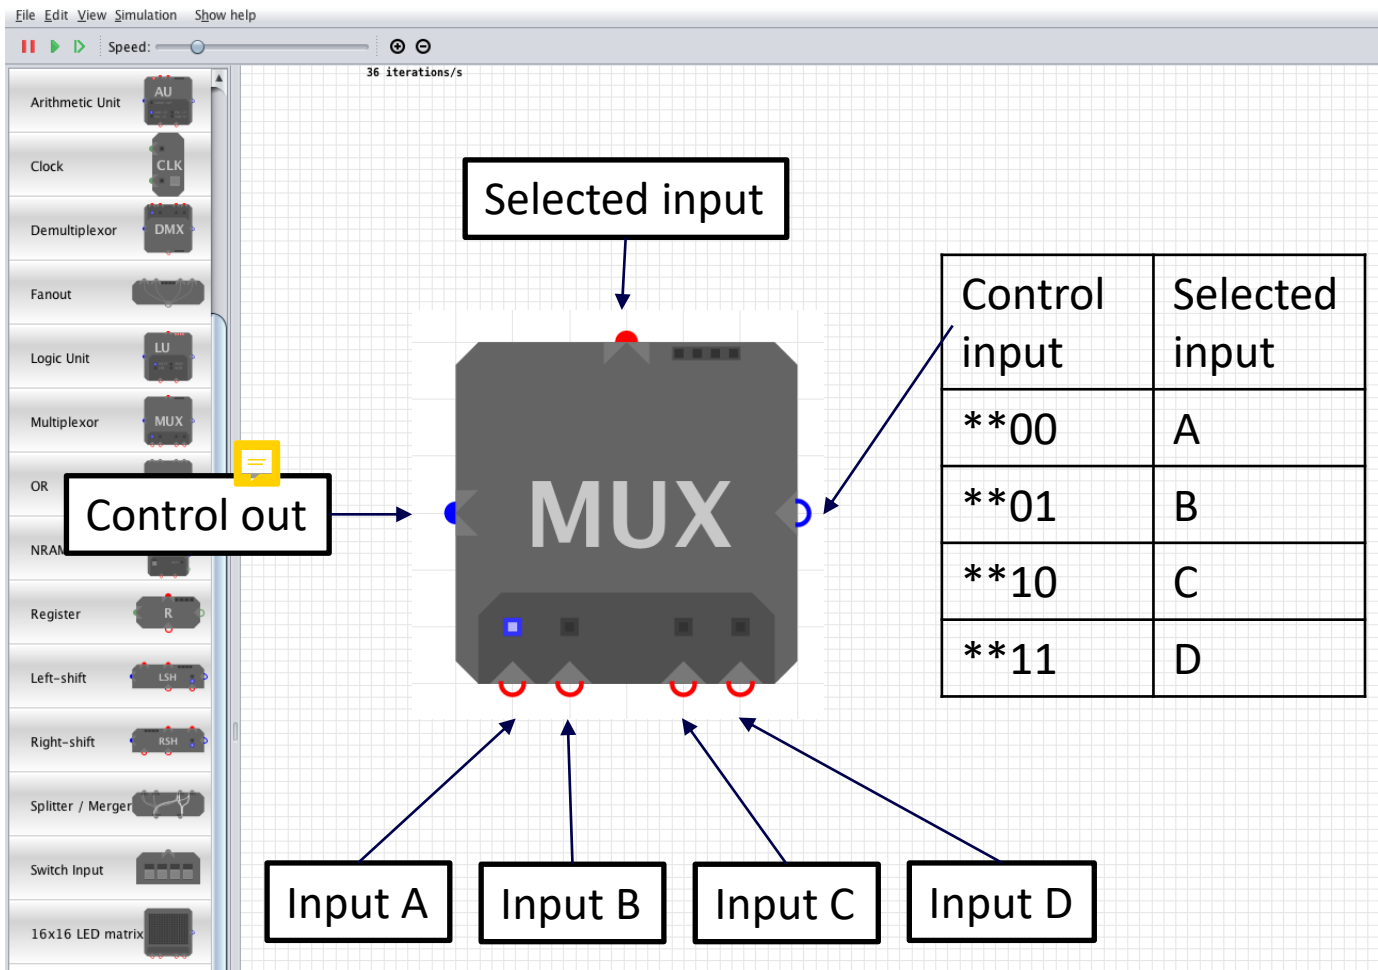 File Edit View Simulation Show help
Speed:
36 iterations/s
Arithmetic Unit
AU
Clock
CLK
Demultiplexor
DMX
Fanout
Logic Unit
LU
Multiplexor
MUX
OR
NRAM
Register
R
Left-shift
LSH
Right-shift
RSH
Splitter / Merger
Switch Input
16x16 LED matrix
Selected input
Control out
MUX
Control input
Selected input
**00
A
**01
B
**10
C
**11
D
Input A
Input B
Input C
Input D